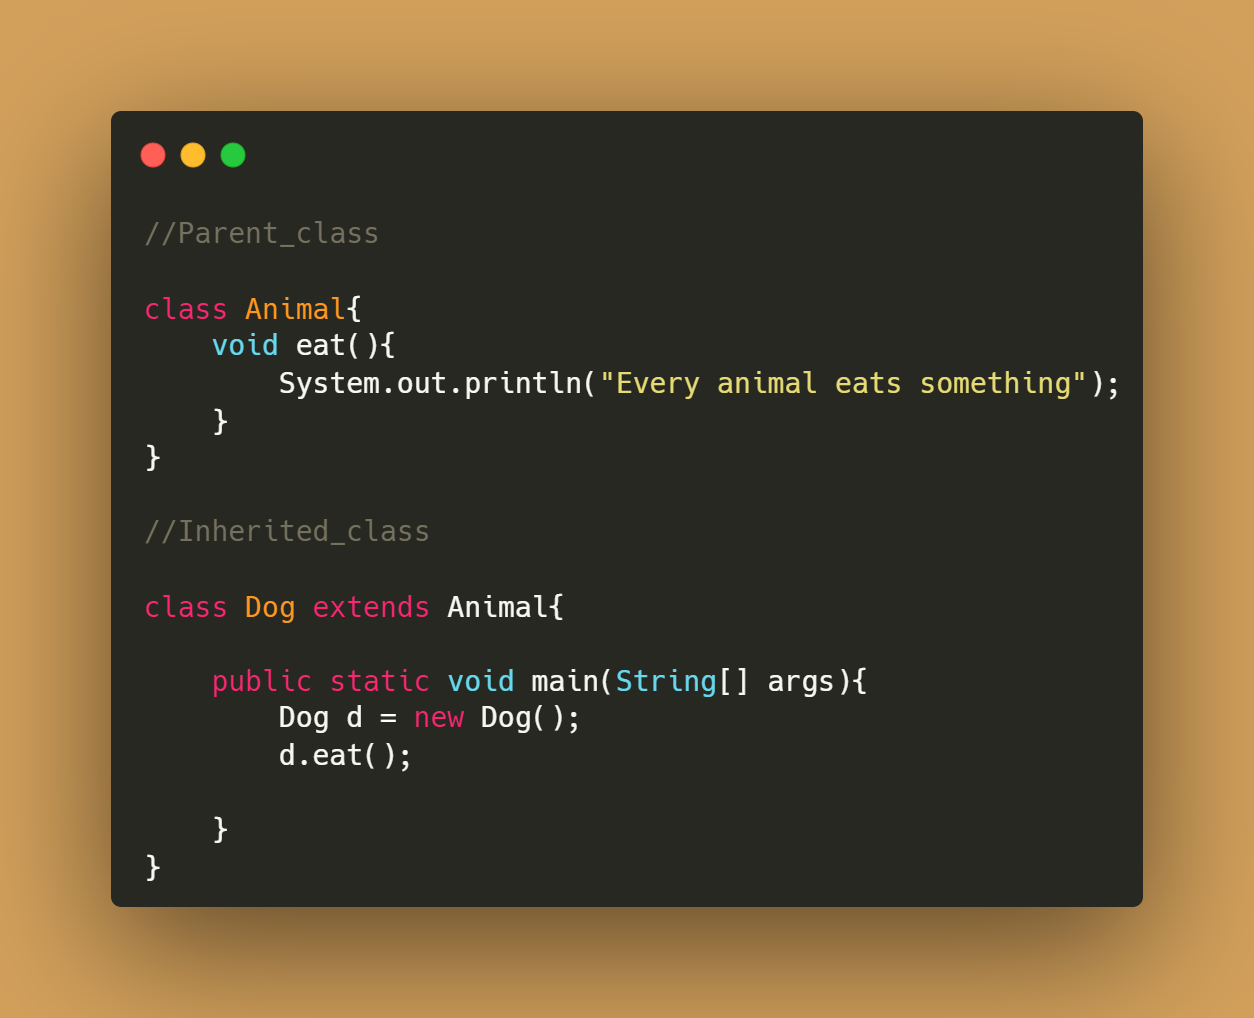 //Parent_class
class Animal{
    void eat(){
        System.out.println("Every animal eats something");
    }
}
//Inherited_class
class Dog extends Animal{
    public static void main(String[] args){
        Dog d = new Dog();
        d.eat();
    }
}